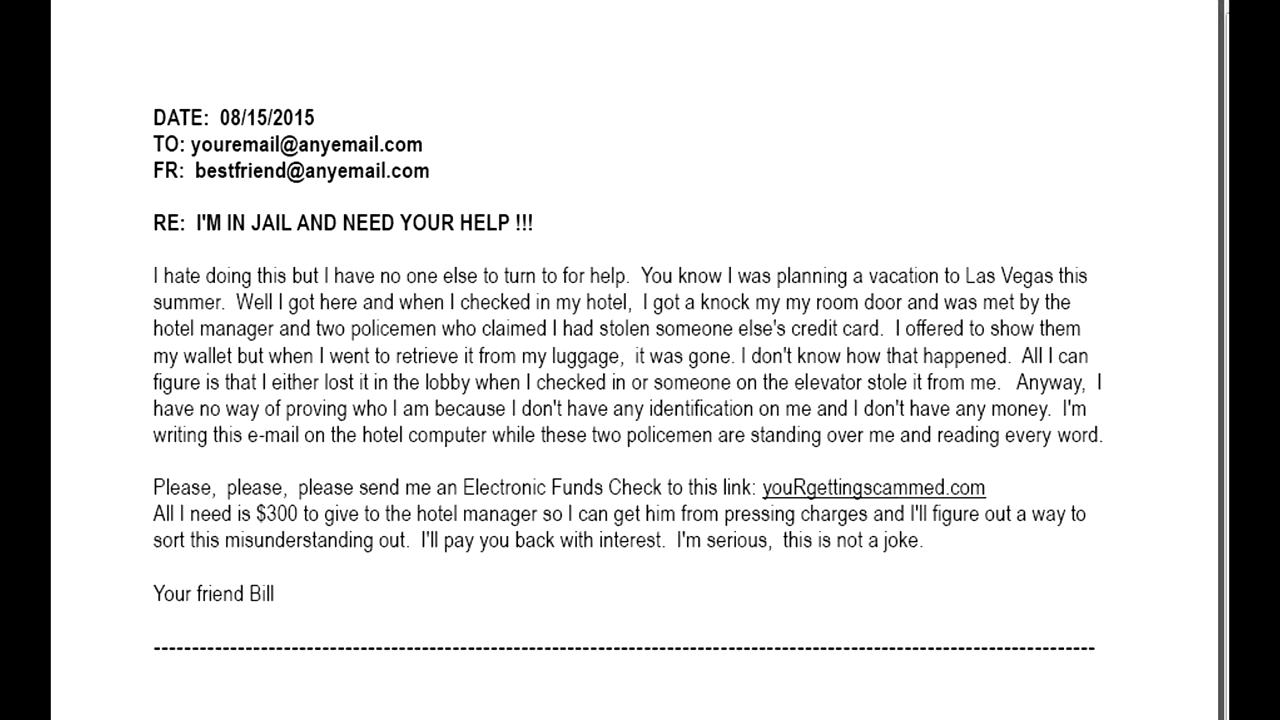 DATE:  08/15/2015
TO: youremail@anyemail.com
FR:  bestfriend@anyemail.com
RE:  I'M IN JAIL AND NEED YOUR HELP !!!
I hate doing this but I have no one else to turn to for help.  You know I was planning a vacation to Las Vegas this
summer.  Well I got here and when I checked in my hotel,  I got a knock my my room door and was met by the
hotel manager and two policemen who claimed I had stolen someone else's credit card.  I offered to show them
my wallet but when I went to retrieve it from my luggage,  it was gone. I don't know how that happened.  All I can
figure is that I either lost it in the lobby when I checked in or someone on the elevator stole it from me.   Anyway,  I
have no way of proving who I am because I don't have any identification on me and I don't have any money.  I'm
writing this e-mail on the hotel computer while these two policemen are standing over me and reading every word.
Please,  please,  please send me an Electronic Funds Check to this link: youRgettingscammed.com
All I need is $300 to give to the hotel manager so I can get him from pressing charges and I'll figure out a way to
sort this misunderstanding out.  I'll pay you back with interest.  I'm serious,  this is not a joke.
Your friend Bill